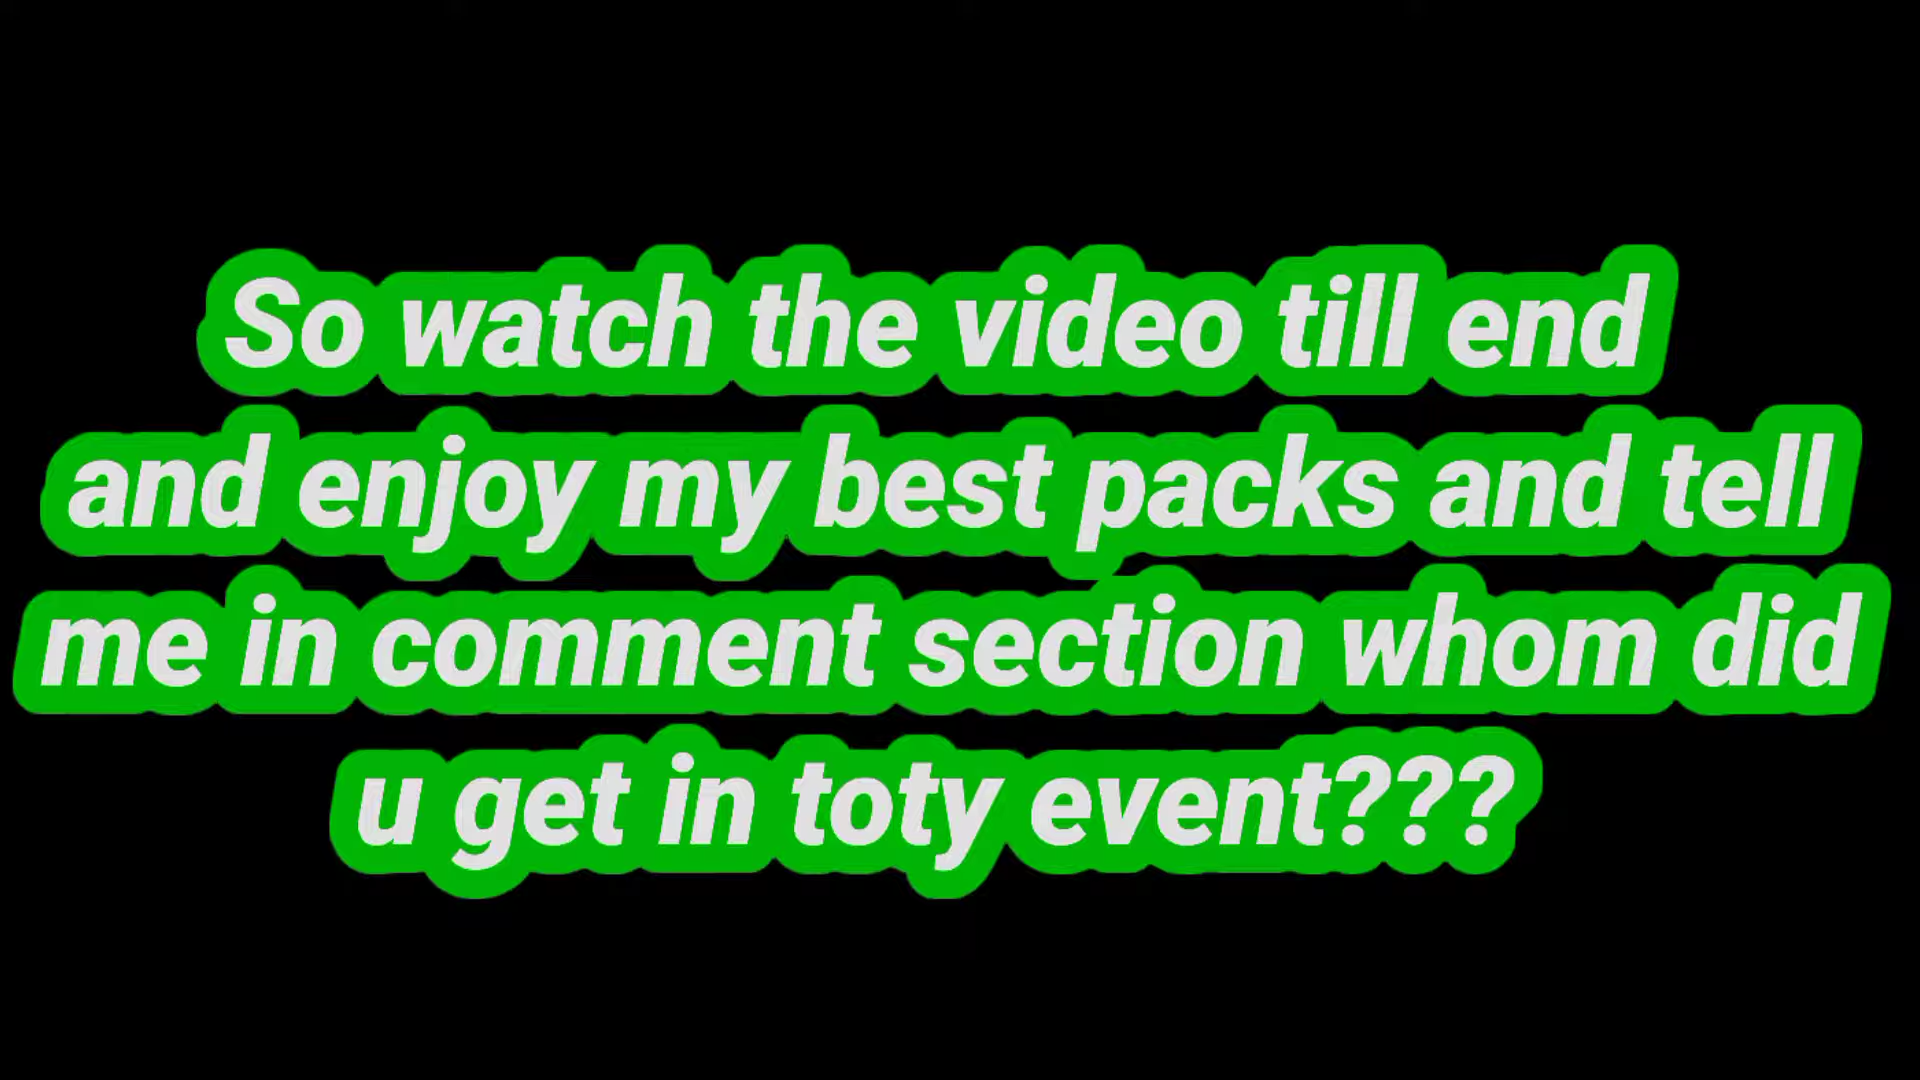 So watch the video till end
and enjoy my best packs and tell
me in comment section whom did
u get in toty event???